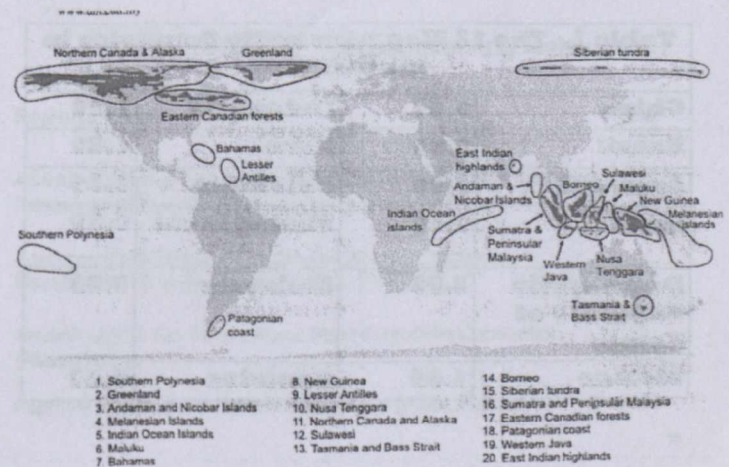 Northern Canada & Alaska
Greenland
Siberian tundra
Eastern Canadian forests
Bahamas
Lesser
Antilles
East Indian
highlands
Andaman &
Nicobar Islands
Borneo
Sulawesi
Maluku
New Guinea
Melanesian
islands
Indian Ocean
islands
Southern Polynesia
Sumatra &
Peninsular
Malaysia
Western
Java
Nusa
Tenggara
Tasmania &
Bass Strait
Patagonian
coast
1. Southern Polynesia
2. Greenland
3. Andaman and Nicobar Islands
4. Melanesian Islands
5. Indian Ocean Islands
6. Maluku
7. Bahamas
8. New Guinea
9. Lesser Antilles
10. Nusa Tenggara
11. Northern Canada and Alaska
12. Sulawesi
13. Tasmania and Bass Strait
14. Borneo
15. Siberian tundra
16. Sumatra and Peninsular Malaysia
17. Eastern Canadian forests
18. Patagonian coast
19. Western Java
20. East Indian highlands